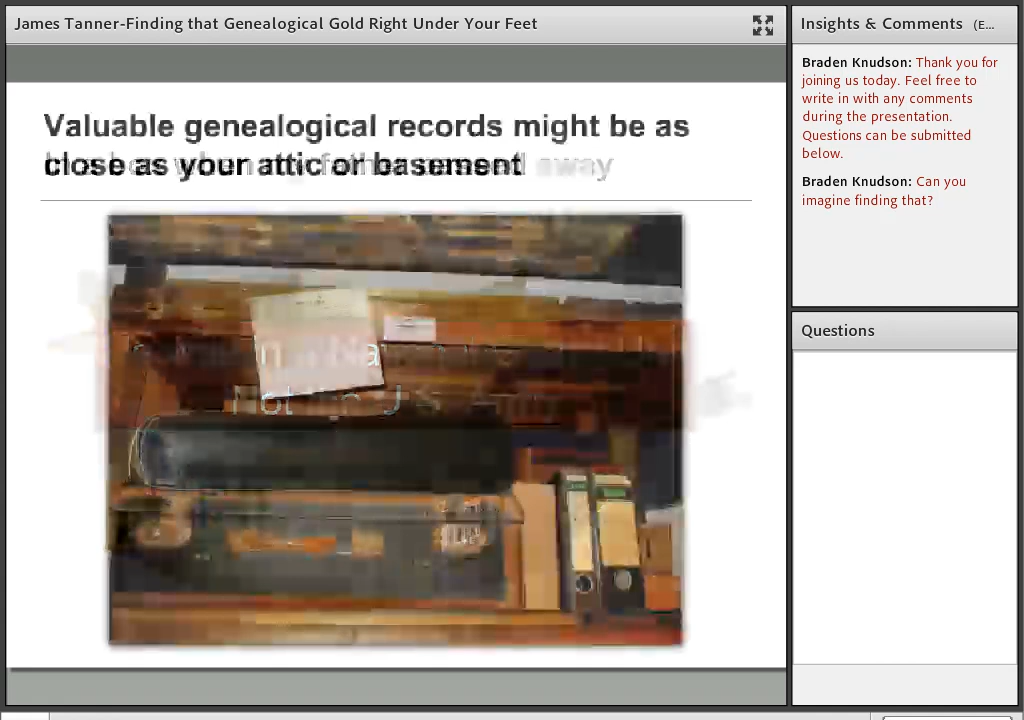 James Tanner-Finding that Genealogical Gold Right Under Your Feet
Valuable genealogical records might be as
close as your attic or basement
away
Not
Insights & Comments (E...
Braden Knudson: Thank you for
joining us today. Feel free to
write in with any comments
during the presentation.
Questions can be submitted
below.
Braden Knudson: Can you
imagine finding that?
Questions